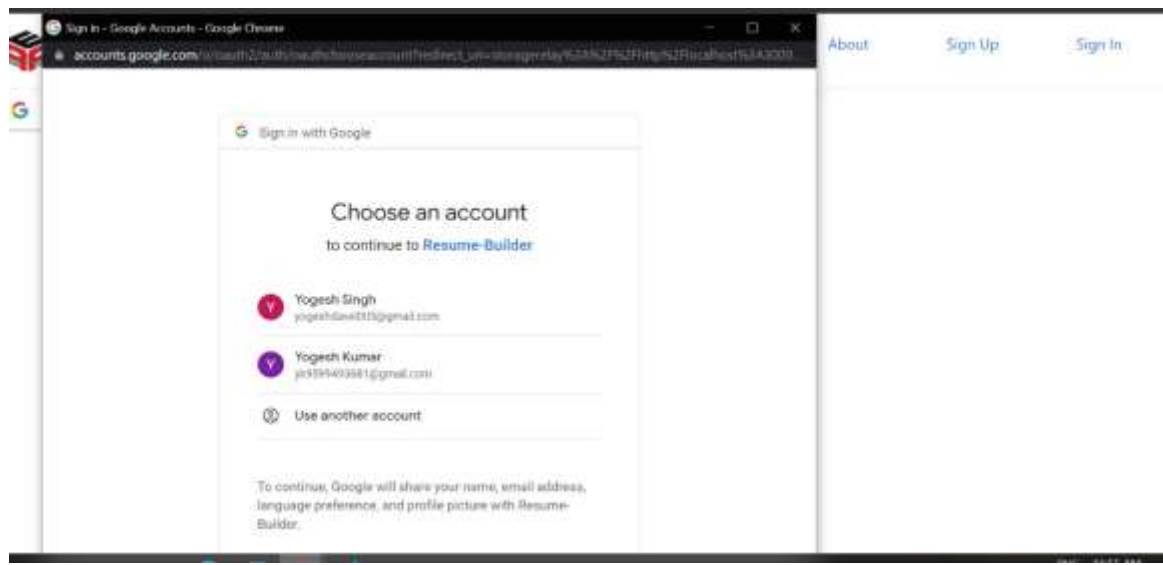 Sign in - Google Accounts - Google Chrome
accounts.google.com
About
Sign Up
Sign In
Sign in with Google
Choose an account
to continue to Resume-Builder
Yogesh Singh
Yogesh Kumar
Use another account
To continue, Google will share your name, email address,
language preference, and profile picture with Resume-
Builder.